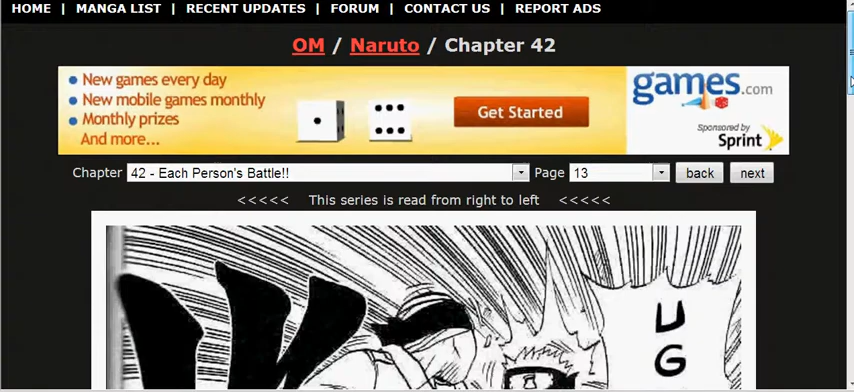 HOME | MANGA LIST | RECENT UPDATES | FORUM | CONTACT US | REPORT ADS
OM / Naruto / Chapter 42
New games every day
New mobile games monthly
Monthly prizes
And more...
Get Started
games.com
Sponsored by
Sprint
Chapter 42 - Each Person's Battle!! Page 13 back next
<<<<< This series is read from right to left <<<<<
U
G